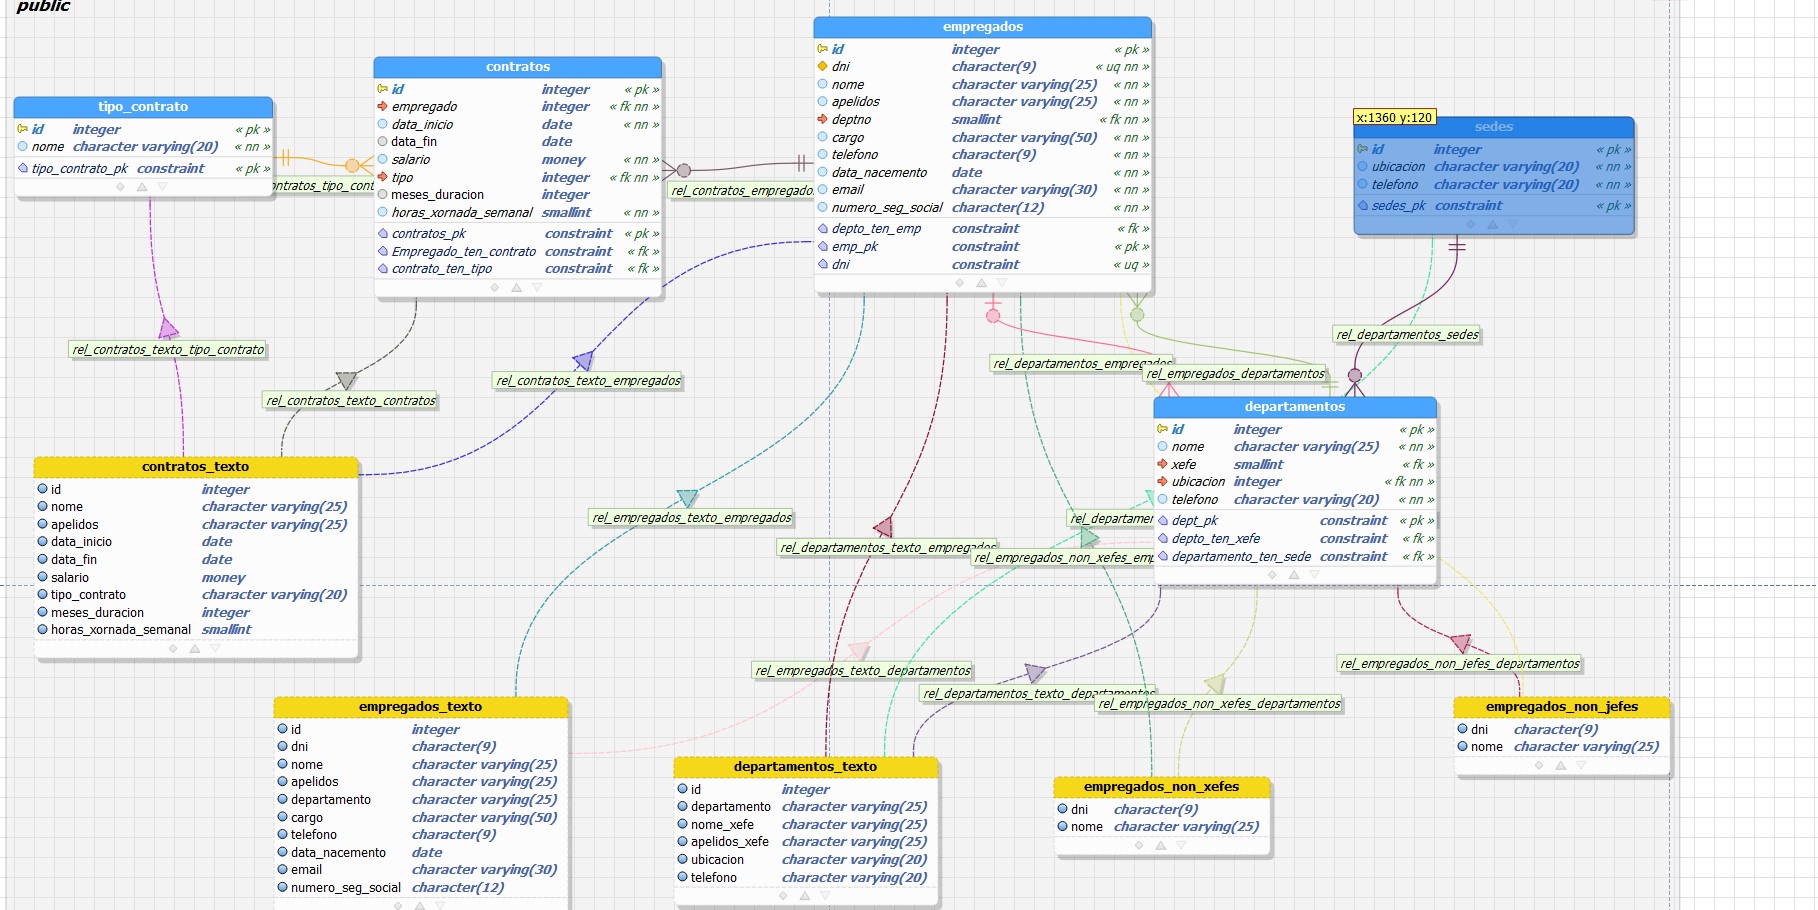 public
tipo_contrato
id integer « pk »
nome character varying(20) « nn »
tipo_contrato_pk constraint « pk »
contratos
id integer « pk »
empregado integer « fk nn »
data_inicio date « nn »
data_fin date
salario money « nn »
tipo integer « fk nn »
meses_duracion integer
horas_xornada_semanal smallint « nn »
contratos_pk constraint « pk »
Empregado_ten_contrato constraint « fk »
contrato_ten_tipo constraint « fk »
empregados
id integer « pk »
dni character(9) « uq nn »
nome character varying(25) « nn »
apelidos character varying(25) « nn »
deptno smallint « fk nn »
cargo character varying(50) « nn »
telefono character(9) « nn »
data_nacemento date « nn »
email character varying(30) « nn »
numero_seg_social character(12) « nn »
depto_ten_emp constraint « fk »
emp_pk constraint « pk »
dni constraint « uq »
x:1360 y:120
sedes
id integer « pk »
ubicacion character varying(20) « nn »
telefono character varying(20) « nn »
sedes_pk constraint « pk »
ontratos_tipo_cont
rel_contratos_empregado
rel_departamentos_sedes
rel_contratos_texto_tipo_contrato
rel_contratos_texto_contratos
rel_contratos_texto_empregados
rel_departamentos_empregados
rel_empregados_departamentos
departamentos
id integer « pk »
nome character varying(25) « nn »
xefe smallint « fk »
ubicacion integer « fk nn »
telefono character varying(20) « nn »
dept_pk constraint « pk »
depto_ten_xefe constraint « fk »
departamento_ten_sede constraint « fk »
contratos_texto
id integer
nome character varying(25)
apelidos character varying(25)
data_inicio date
data_fin date
salario money
tipo_contrato character varying(20)
meses_duracion integer
horas_xornada_semanal smallint
rel_empregados_texto_empregados
rel_departamen
rel_departamentos_texto_empregados
rel_empregados_non_xefes_emp
rel_empregados_texto_departamentos
rel_departamentos_texto_departamentos
rel_empregados_non_xefes_departamentos
rel_empregados_non_jefes_departamentos
empregados_texto
id integer
dni character(9)
nome character varying(25)
apelidos character varying(25)
departamento character varying(25)
cargo character varying(50)
telefono character(9)
data_nacemento date
email character varying(30)
numero_seg_social character(12)
departamentos_texto
id integer
departamento character varying(25)
nome_xefe character varying(25)
apelidos_xefe character varying(25)
ubicacion character varying(20)
telefono character varying(20)
empregados_non_xefes
dni character(9)
nome character varying(25)
empregados_non_jefes
dni character(9)
nome character varying(25)